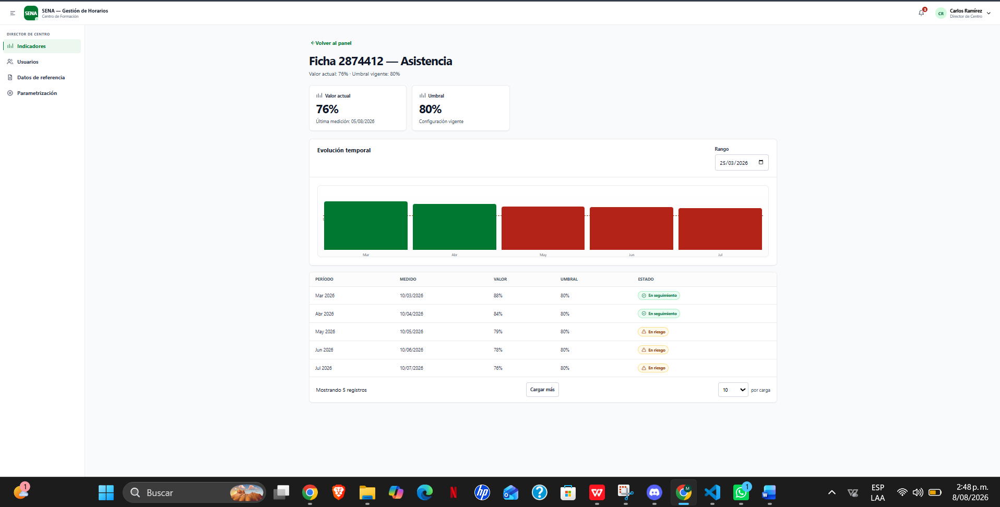 SENA
SENA — Gestión de Horarios
Centro de Formación
3
CR
Carlos Ramírez
Director de Centro
DIRECTOR DE CENTRO
Indicadores
Usuarios
Datos de referencia
Parametrización
Volver al panel
Ficha 2874412 — Asistencia
Valor actual: 76% · Umbral vigente: 80%
Valor actual
76%
Última medición: 05/08/2026
Umbral
80%
Configuración vigente
Evolución temporal
Rango
25/03/2026
Mar Abr May Jun Jul
PERÍODO MEDIDO VALOR UMBRAL ESTADO
Mar 2026 10/03/2026 88% 80% En seguimiento
Abr 2026 10/04/2026 84% 80% En seguimiento
May 2026 10/05/2026 79% 80% En riesgo
Jun 2026 10/06/2026 78% 80% En riesgo
Jul 2026 10/07/2026 76% 80% En riesgo
Mostrando 5 registros
Cargar más
10 por carga
1
Buscar
N
hp
M
1
W
ESP
LAA
2:48 p. m.
8/08/2026